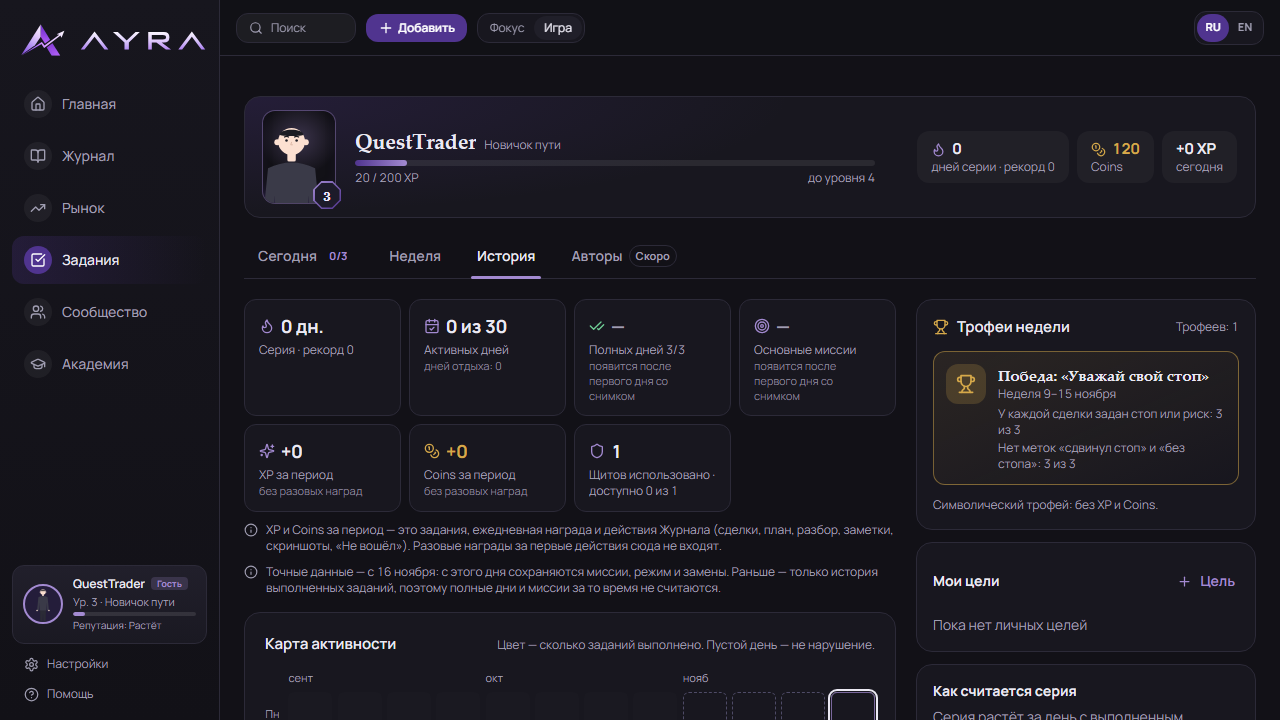 AYRA
Поиск
Добавить
Фокус
Игра
RU
EN
Главная
Журнал
Рынок
Задания
Сообщество
Академия
QuestTrader
Гость
Ур. 3 · Новичок пути
Репутация: Растёт
Настройки
Помощь
QuestTrader Новичок пути
20 / 200 XP
до уровня 4
3
0
дней серии · рекорд 0
120
Coins
+0 XP
сегодня
Сегодня 0/3
Неделя
История
Авторы Скоро
0 дн.
Серия · рекорд 0
0 из 30
Активных дней
дней отдыха: 0
—
Полных дней 3/3
появится после
первого дня со
снимком
—
Основные миссии
появится после
первого дня со
снимком
+0
XP за период
без разовых наград
+0
Coins за период
без разовых наград
1
Щитов использовано ·
доступно 0 из 1
XP и Coins за период — это задания, ежедневная награда и действия Журнала (сделки, план, разбор, заметки,
скриншоты, «Не вошёл»). Разовые награды за первые действия сюда не входят.
Точные данные — с 16 ноября: с этого дня сохраняются миссии, режим и замены. Раньше — только история
выполненных заданий, поэтому полные дни и миссии за то время не считаются.
Карта активности
Цвет — сколько заданий выполнено. Пустой день — не нарушение.
сент
окт
нояб
Пн
Трофеи недели
Трофеев: 1
Победа: «Уважай свой стоп»
Неделя 9–15 ноября
У каждой сделки задан стоп или риск: 3
из 3
Нет меток «сдвинул стоп» и «без
стопа»: 3 из 3
Символический трофей: без XP и Coins.
Мои цели
Цель
Пока нет личных целей
Как считается серия
Серия растёт за день с выполненным